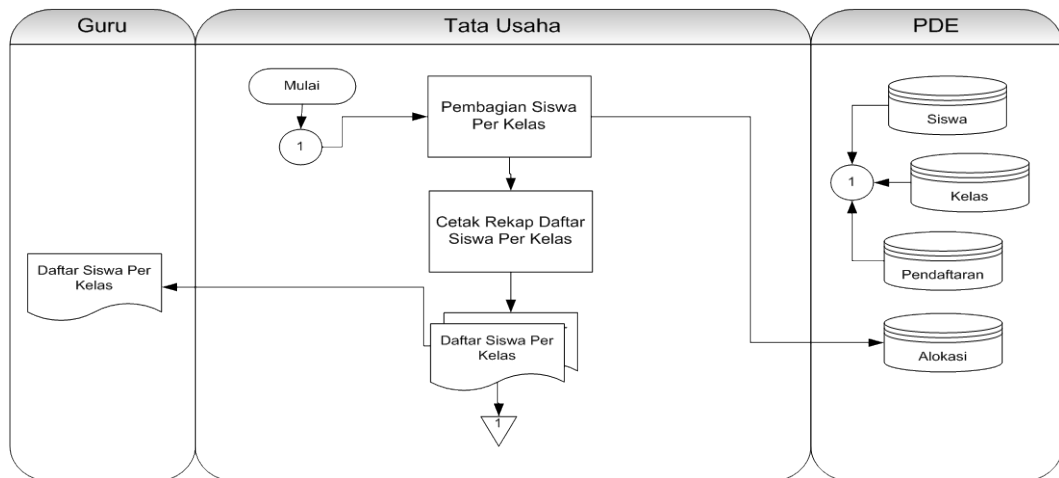 Guru
Tata Usaha
PDE
Mulai
1
Pembagian Siswa
Per Kelas
Siswa
1
Kelas
Cetak Rekap Daftar
Siswa Per Kelas
Pendaftaran
Daftar Siswa Per
Kelas
Daftar Siswa Per
Kelas
Alokasi
1